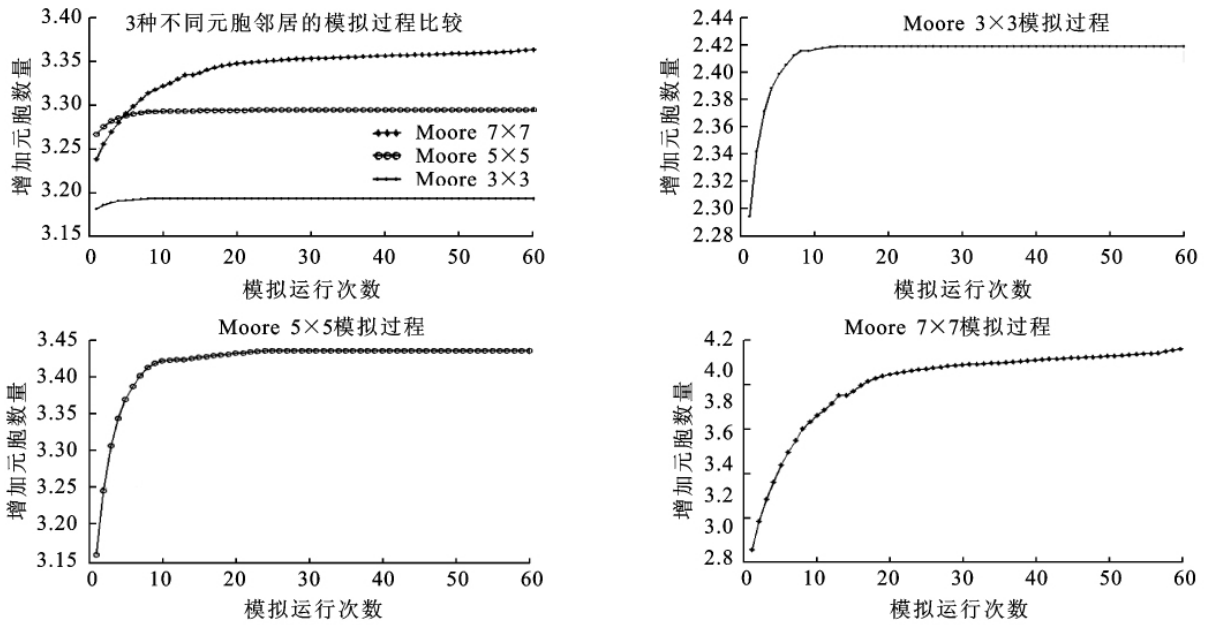 3种不同元胞邻居的模拟过程比较
增加元胞数量
3.40
3.35
3.30
3.25
3.20
3.15
Moore 7×7
Moore 5×5
Moore 3×3
0 10 20 30 40 50 60
模拟运行次数
Moore 3×3模拟过程
增加元胞数量
2.44
2.42
2.40
2.38
2.36
2.34
2.32
2.30
2.28
0 10 20 30 40 50 60
模拟运行次数
Moore 5×5模拟过程
增加元胞数量
3.45
3.40
3.35
3.30
3.25
3.20
3.15
0 10 20 30 40 50 60
模拟运行次数
Moore 7×7模拟过程
增加元胞数量
4.2
4.0
3.8
3.6
3.4
3.2
3.0
2.8
0 10 20 30 40 50 60
模拟运行次数